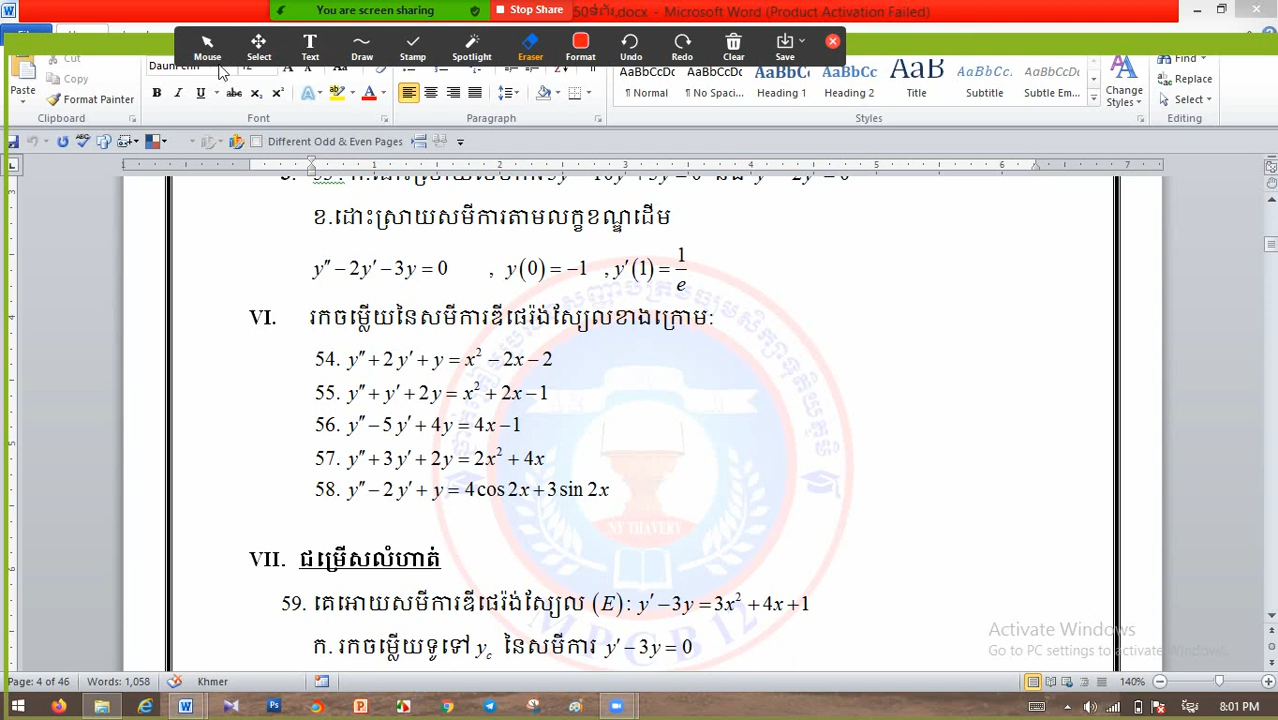 You are screen sharing
Stop Share
.docx - Microsoft Word (Product Activation Failed)
Mouse
Select
Text
Draw
Stamp
Spotlight
Eraser
Format
Undo
Redo
Clear
Save
Copy
Paste
Format Painter
Find
Replace
Select
AaBbCcDc AaBbCcDc AaBbC AaBbCc AaB AaBbCcD AaBbCcD
Normal
No Spaci...
Heading 1
Heading 2
Title
Subtitle
Subtle Em...
Change Styles
Clipboard
Font
Paragraph
Styles
Editing
Different Odd & Even Pages
ខ.ដោះស្រាយសមីការតាមលក្ខខណ្ឌដើម
y″ − 2y′ − 3y = 0 , y(0) = −1 , y′(1) = 1/e
VI. រកចម្លើយនៃសមីការឌីផេរ៉ង់ស្យែលខាងក្រោម:
54. y″ + 2y′ + y = x² − 2x − 2
55. y″ + y′ + 2y = x² + 2x − 1
56. y″ − 5y′ + 4y = 4x − 1
57. y″ + 3y′ + 2y = 2x² + 4x
58. y″ − 2y′ + y = 4cos2x + 3sin2x
NY THAVERY
VII. ជម្រើសលំហាត់
59. គេអោយសមីការឌីផេរ៉ង់ស្យែល (E): y′ − 3y = 3x² + 4x + 1
ក. រកចម្លើយទូទៅ y_c នៃសមីការ y′ − 3y = 0
Activate Windows
Go to PC settings to activate Windows.
Page: 4 of 46
Words: 1,058
Khmer
140%
8:01 PM